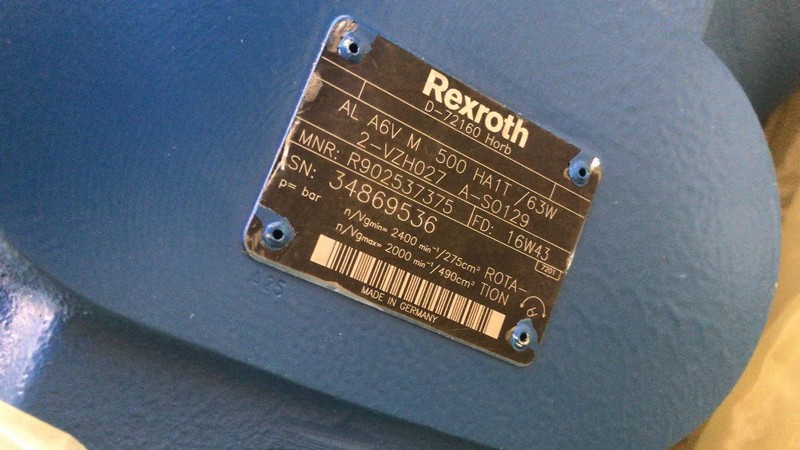 Rexroth
D-72160 Horb
AL A6V M 500 HA1T /63W
2-VZH027 A-S0129
MNR: R902537375 FD: 16W43
SN: 34869536 7201
p= bar
n/Vgmin= 2400 min⁻¹/275cm³ ROTA-
n/Vgmax= 2000 min⁻¹/490cm³ TION
MADE IN GERMANY